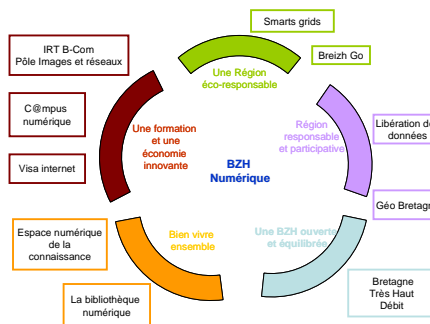 Smarts grids
IRT B-Com
Pôle Images et réseaux
Breizh Go
Une Région
éco-responsable
C@mpus
numérique
Une formation
et une
économie
innovante
Région
responsable
et participative
Libération de
données
Visa internet
BZH
Numérique
Géo Bretagne
Espace numérique
de la
connaissance
Bien vivre
ensemble
Une BZH ouverte
et équilibrée
Bretagne
Très Haut
Débit
La bibliothèque
numérique